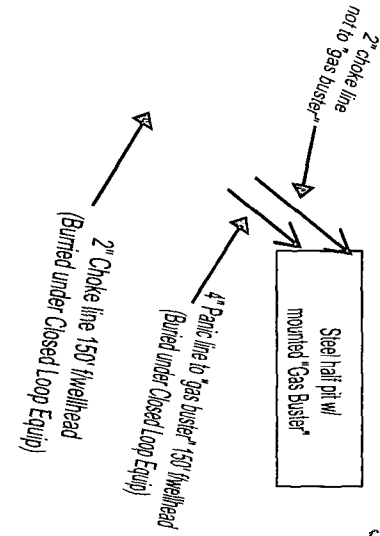 2" choke line
not to "gas buster"
Steel half pit w/
mounted "Gas Buster"
4" Panic line to "gas buster" 150' f/wellhead
(Buried under Closed Loop Equip)
2" Choke line 150' f/wellhead
(Burried under Closed Loop Equip)